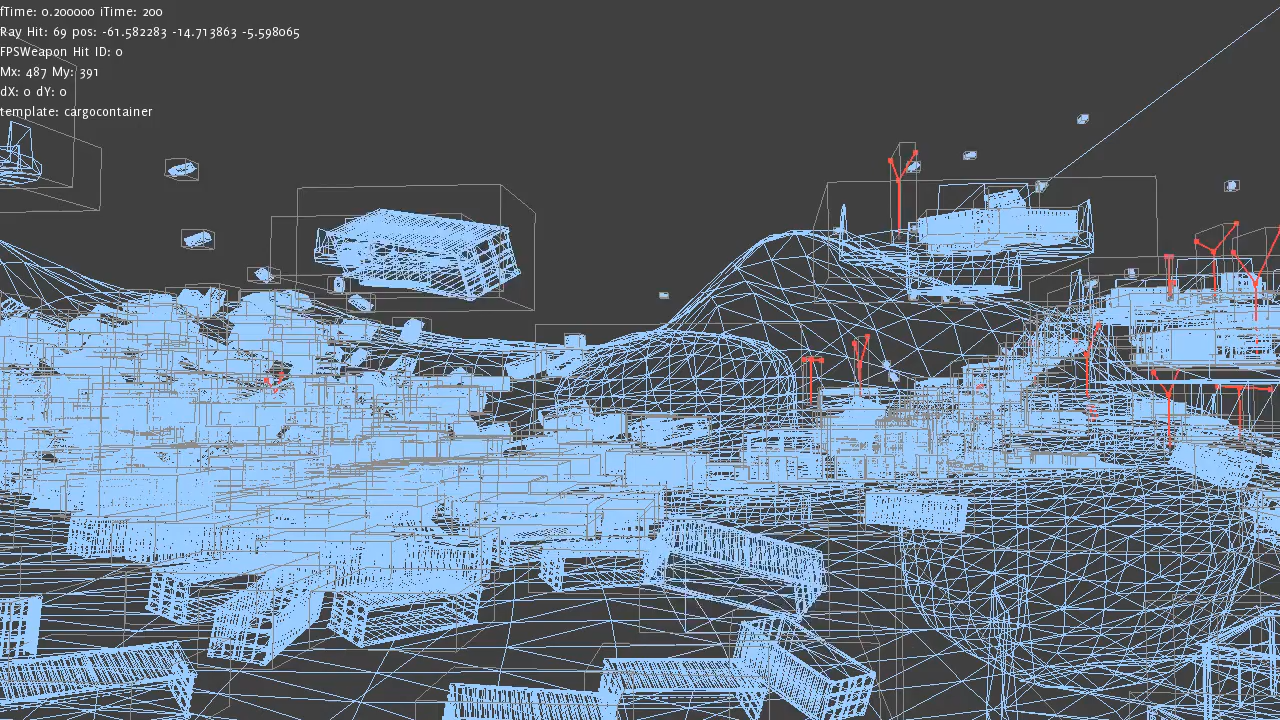 fTime: 0.200000 iTime: 200
Ray Hit: 69 pos: -61.582283 -14.713863 -5.598065
FPSWeapon Hit ID: 0
Mx: 487 My: 391
dX: 0 dY: 0
template: cargocontainer